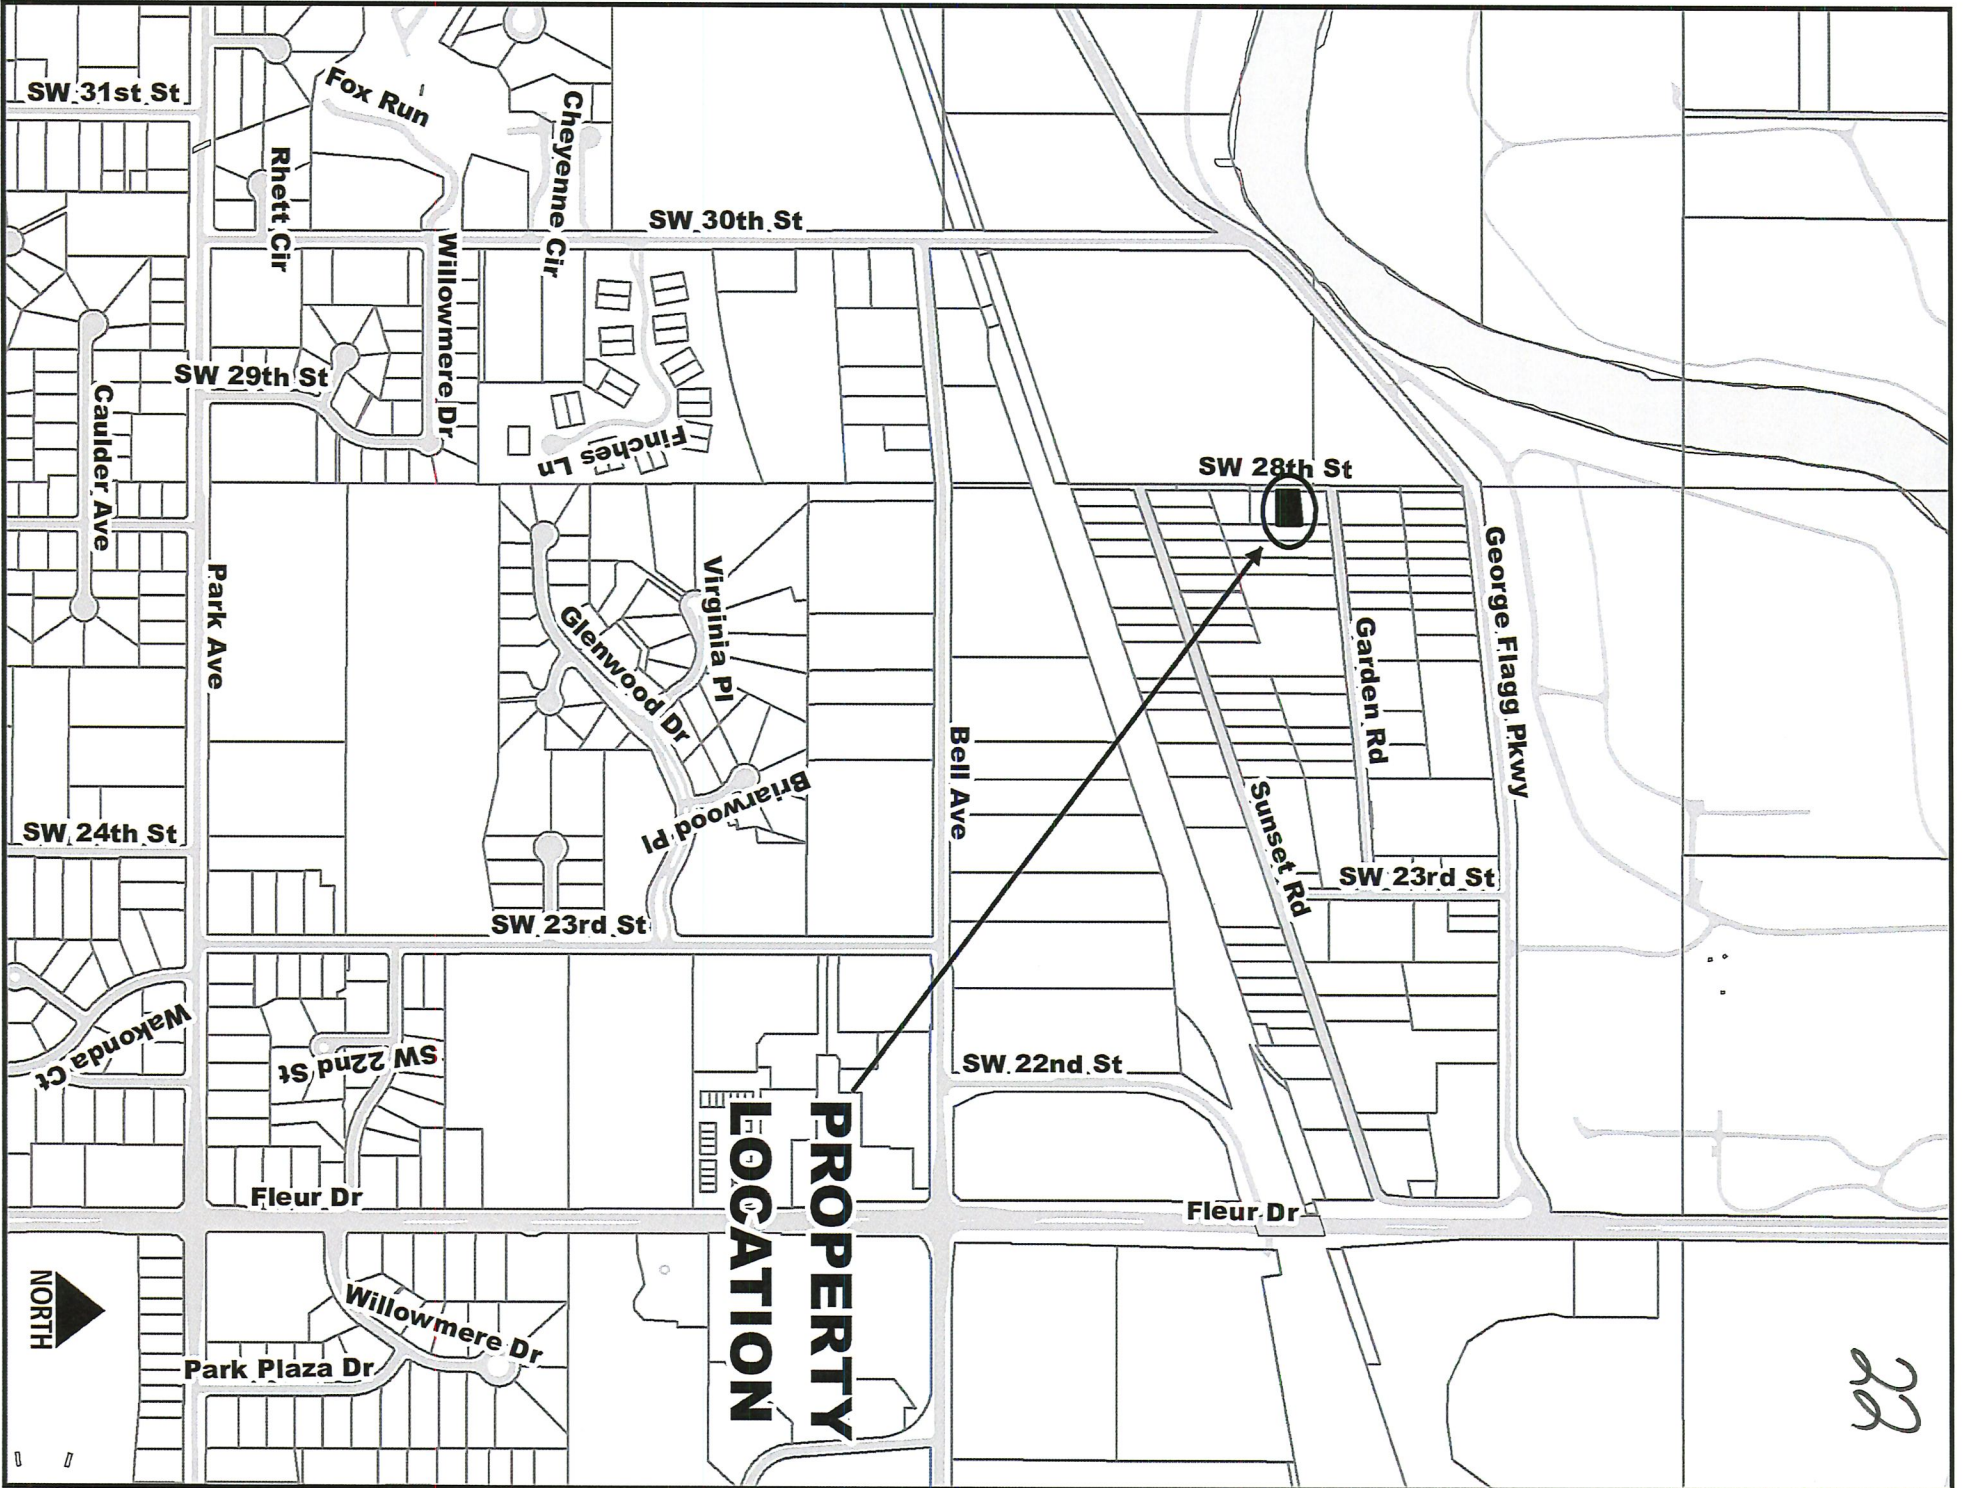 SW 31st St
Fox Run
Cheyenne Cir
Rhett Cir
SW 30th St
Willowmere Dr
SW 29th St
Caulder Ave
Finches Ln
SW 28th St
George Flagg Pkwy
Park Ave
Virginia Pl
Glenwood Dr
Garden Rd
Briarwood Pl
Bell Ave
Sunset Rd
SW 24th St
SW 23rd St
SW 23rd St
Wakonda Ct
SW 22nd St
SW 22nd St
Fleur Dr
Fleur Dr
PROPERTY
LOCATION
Willowmere Dr
Park Plaza Dr
NORTH
22